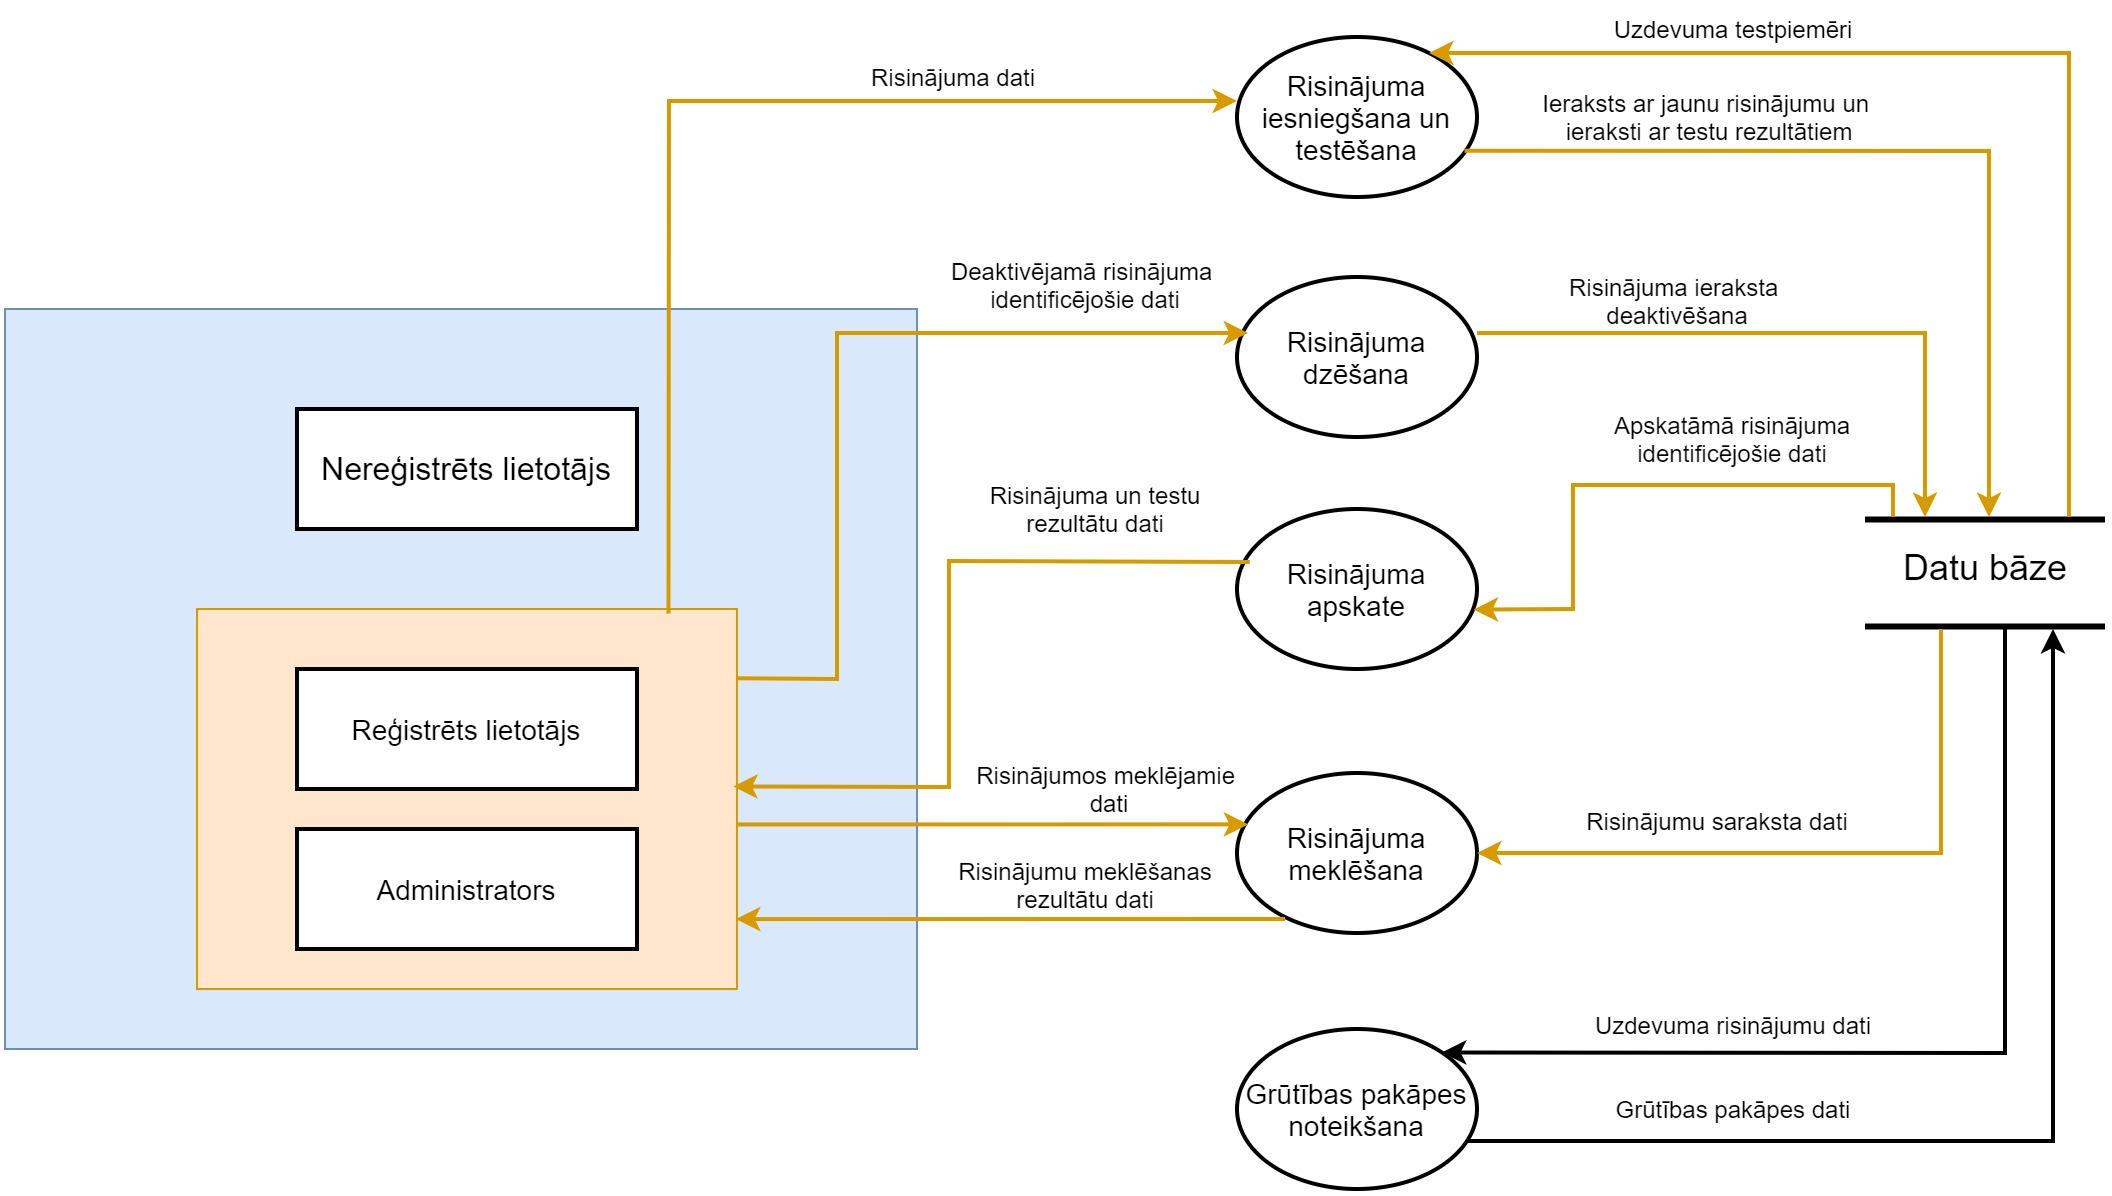 Uzdevuma testpiemēri
Risinājuma dati
Risinājuma
iesniegšana un
testēšana
Ieraksts ar jaunu risinājumu un
ieraksti ar testu rezultātiem
Deaktivējamā risinājuma
identificējošie dati
Risinājuma
dzēšana
Risinājuma ieraksta
deaktivēšana
Nereģistrēts lietotājs
Apskatāmā risinājuma
identificējošie dati
Risinājuma un testu
rezultātu dati
Risinājuma
apskate
Datu bāze
Reģistrēts lietotājs
Risinājumos meklējamie
dati
Risinājuma
meklēšana
Risinājumu saraksta dati
Administrators
Risinājumu meklēšanas
rezultātu dati
Uzdevuma risinājumu dati
Grūtības pakāpes
noteikšana
Grūtības pakāpes dati